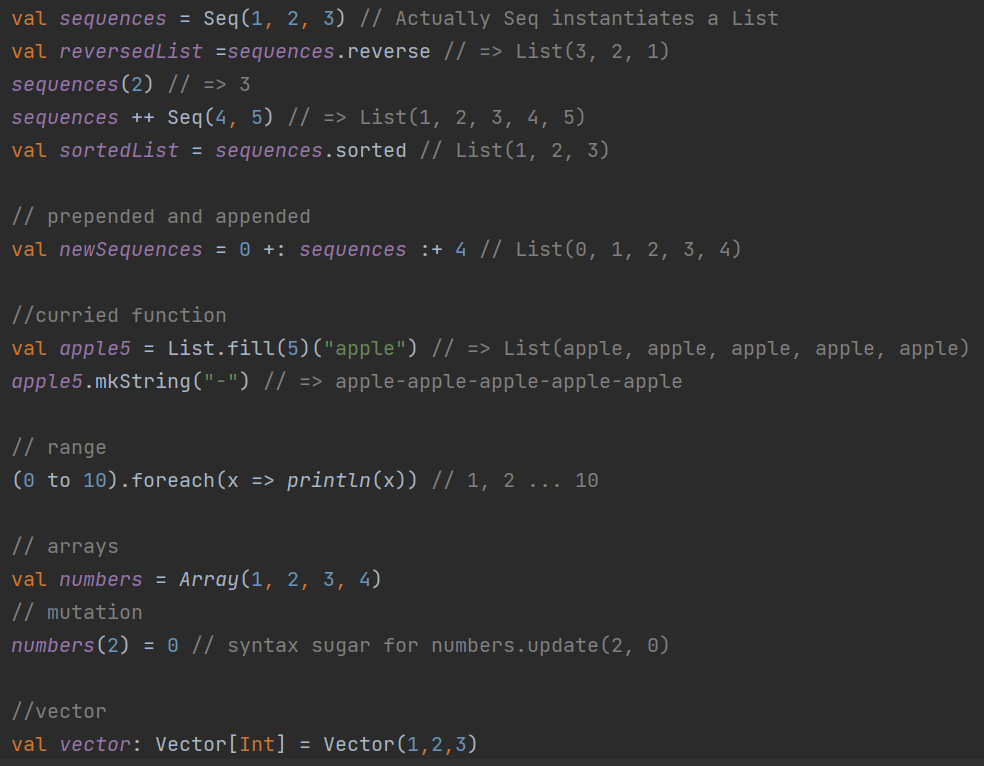 val sequences = Seq(1, 2, 3) // Actually Seq instantiates a List
val reversedList =sequences.reverse // => List(3, 2, 1)
sequences(2) // => 3
sequences ++ Seq(4, 5) // => List(1, 2, 3, 4, 5)
val sortedList = sequences.sorted // List(1, 2, 3)

// prepended and appended
val newSequences = 0 +: sequences :+ 4 // List(0, 1, 2, 3, 4)

//curried function
val apple5 = List.fill(5)("apple") // => List(apple, apple, apple, apple, apple)
apple5.mkString("-") // => apple-apple-apple-apple-apple

// range
(0 to 10).foreach(x => println(x)) // 1, 2 ... 10

// arrays
val numbers = Array(1, 2, 3, 4)
// mutation
numbers(2) = 0 // syntax sugar for numbers.update(2, 0)

//vector
val vector: Vector[Int] = Vector(1,2,3)